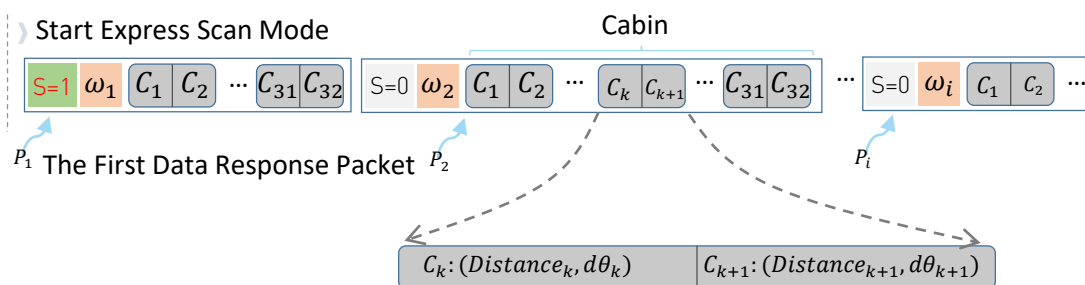 Start Express Scan Mode
Cabin
S=1 ω₁ C₁ C₂ ··· C₃₁ C₃₂
S=0 ω₂ C₁ C₂ ··· Cₖ Cₖ₊₁ ··· C₃₁ C₃₂ ···
S=0 ωᵢ C₁ C₂ ···
P₁ The First Data Response Packet
P₂
Pᵢ
Cₖ: (Distanceₖ, dθₖ) Cₖ₊₁: (Distanceₖ₊₁, dθₖ₊₁)